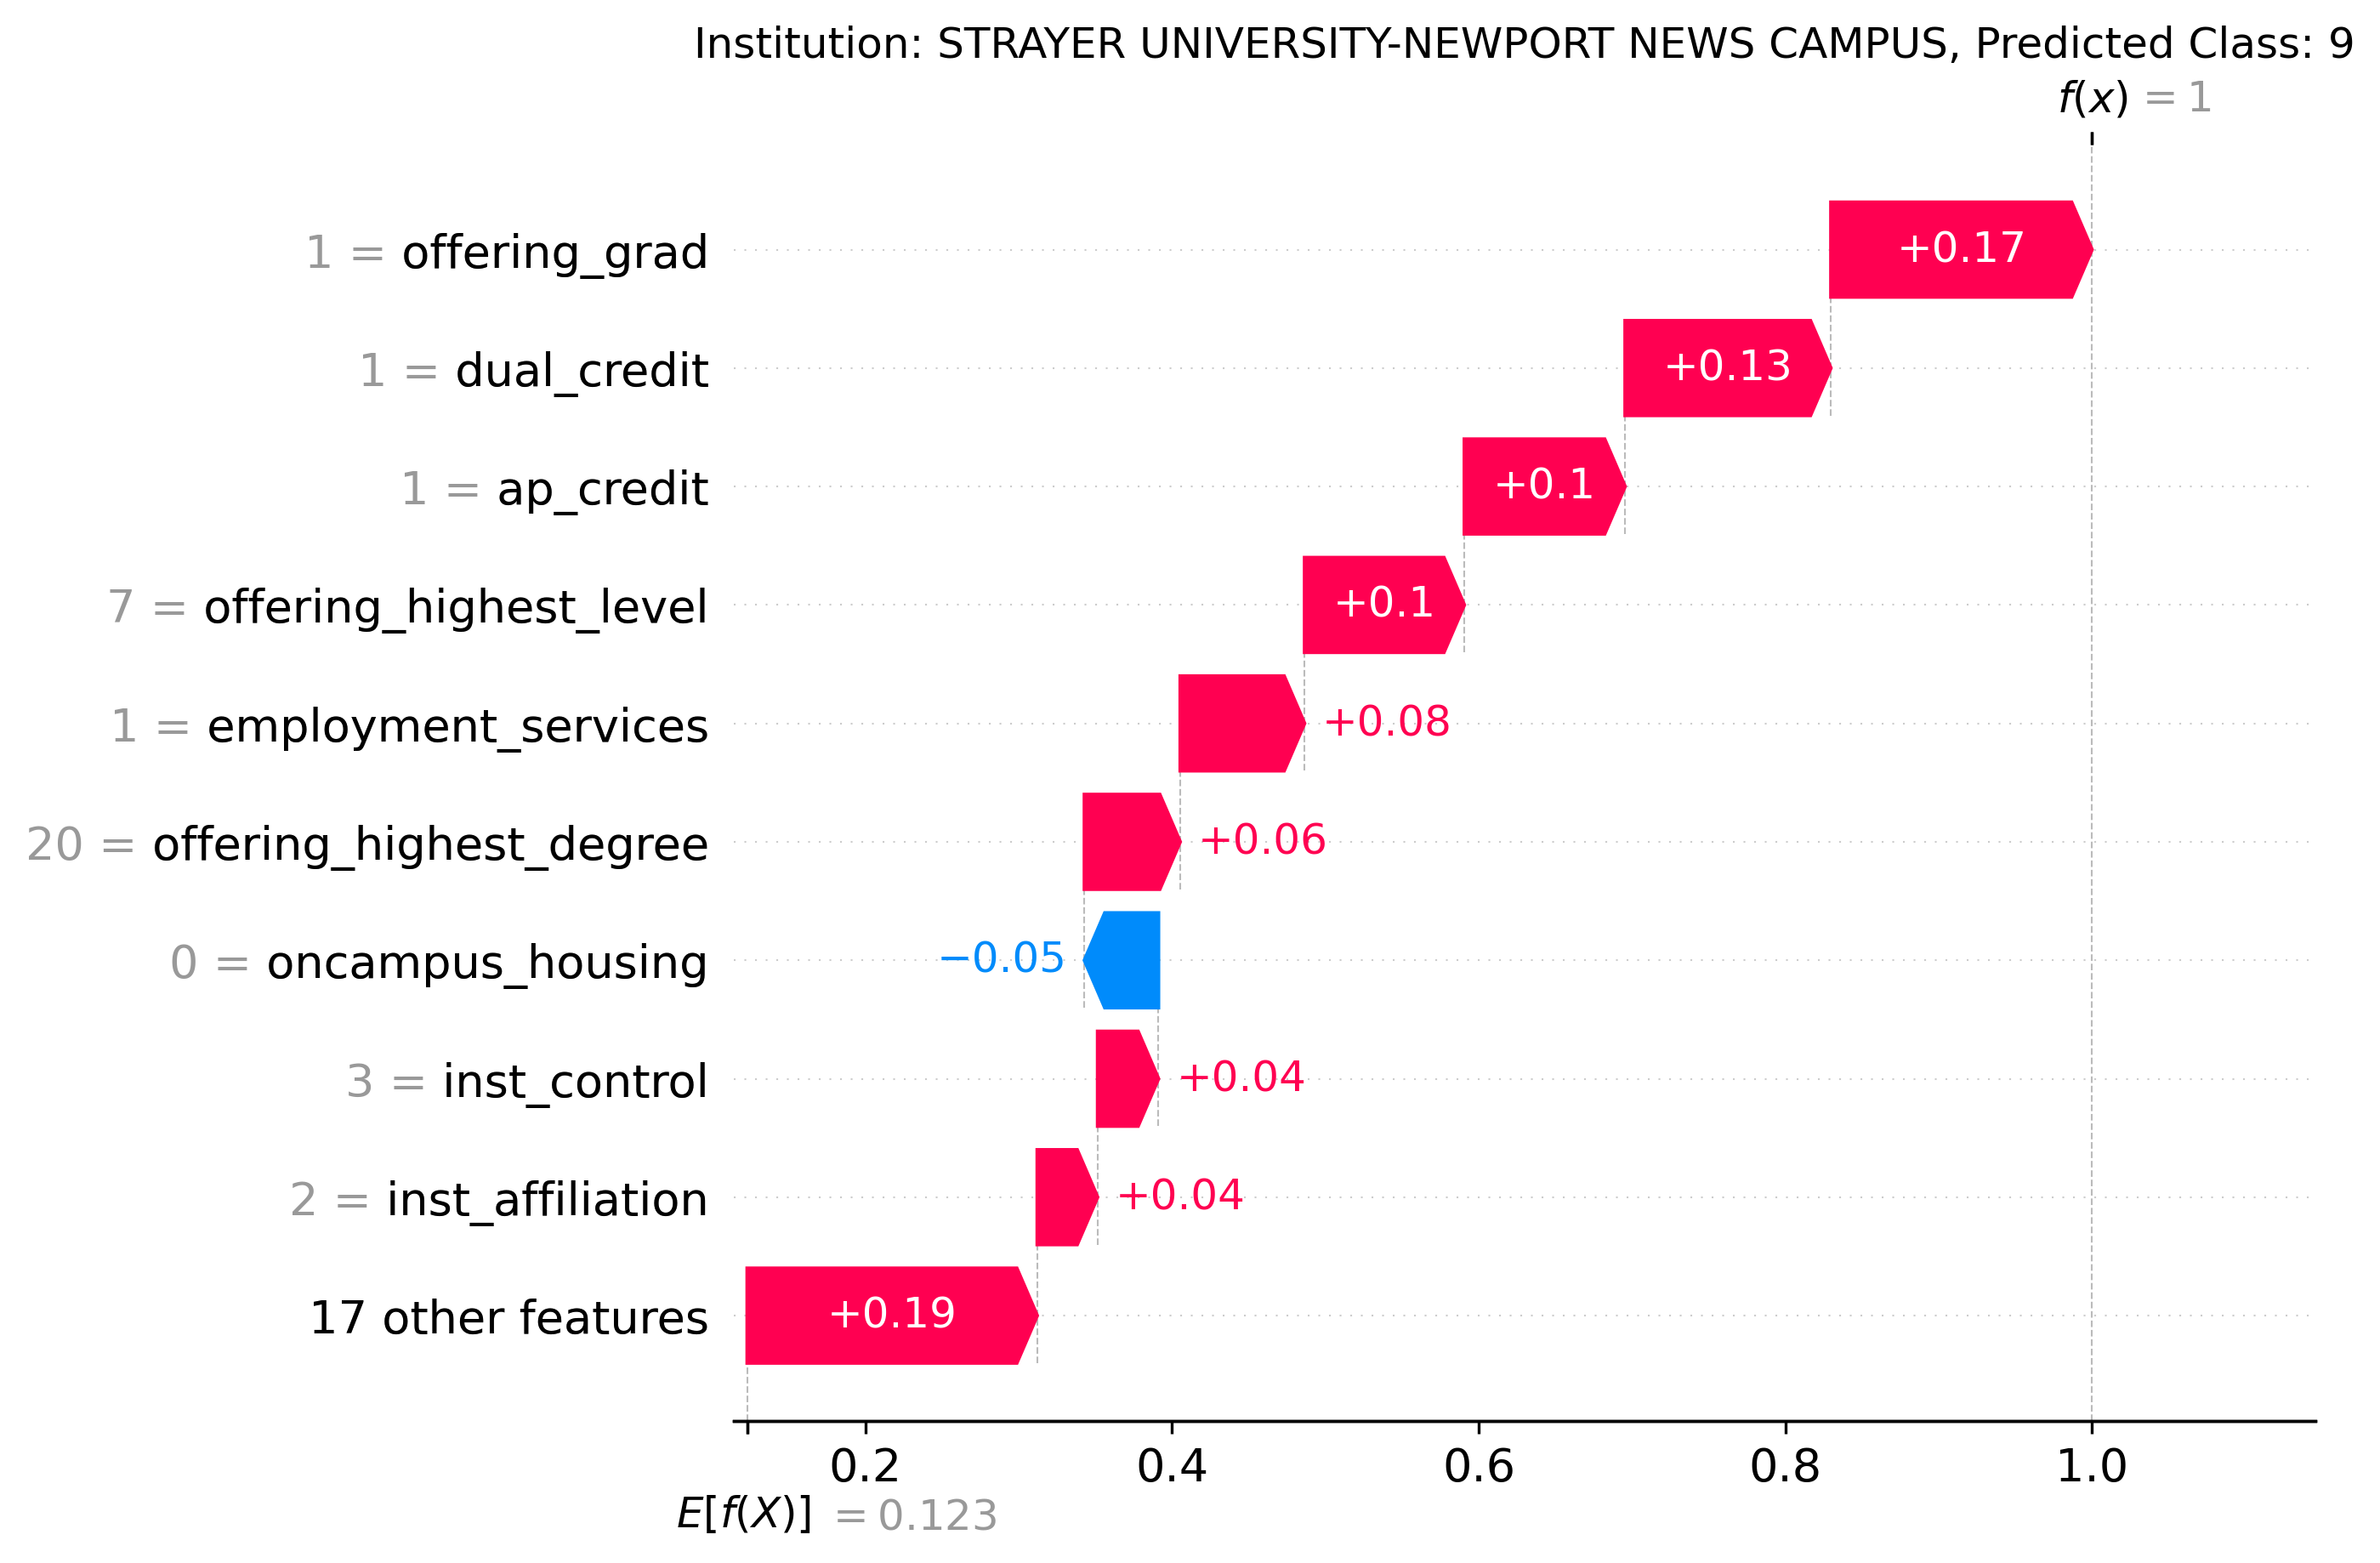 Institution: STRAYER UNIVERSITY-NEWPORT NEWS CAMPUS, Predicted Class: 9
f(x) = 1
1 = offering_grad +0.17
1 = dual_credit +0.13
1 = ap_credit +0.1
7 = offering_highest_level +0.1
1 = employment_services +0.08
20 = offering_highest_degree +0.06
0 = oncampus_housing −0.05
3 = inst_control +0.04
2 = inst_affiliation +0.04
17 other features +0.19
0.2 0.4 0.6 0.8 1.0
E[f(X)] = 0.123